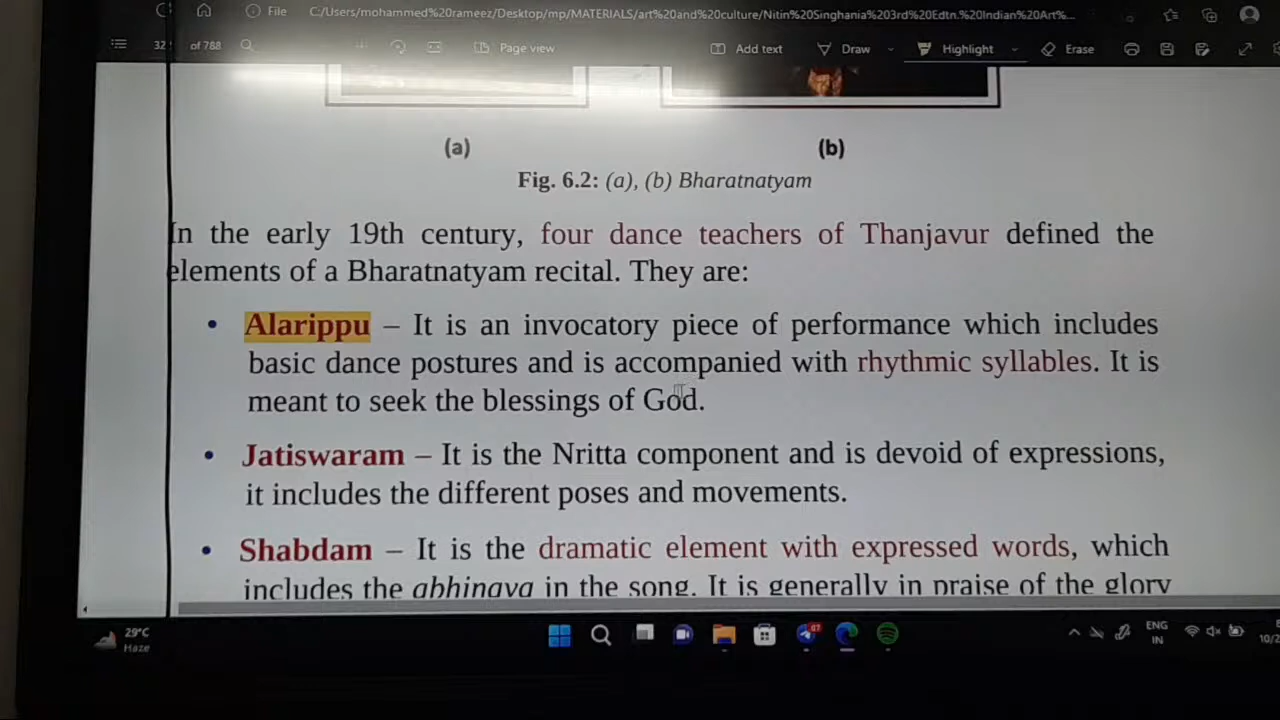 File C:/Users/mohammed%20rameez/Desktop/mp/MATERIALS/art%20and%20culture/Nitin%20Singhania%203rd%20Edtn.%20Indian%20Art%...
32 of 788 Page view Add text Draw Highlight Erase
(a) (b)
Fig. 6.2: (a), (b) Bharatnatyam
In the early 19th century, four dance teachers of Thanjavur defined the
elements of a Bharatnatyam recital. They are:
• Alarippu – It is an invocatory piece of performance which includes
basic dance postures and is accompanied with rhythmic syllables. It is
meant to seek the blessings of God.
• Jatiswaram – It is the Nritta component and is devoid of expressions,
it includes the different poses and movements.
• Shabdam – It is the dramatic element with expressed words, which
includes the abhinaya in the song. It is generally in praise of the glory
29°C
Haze
ENG
IN